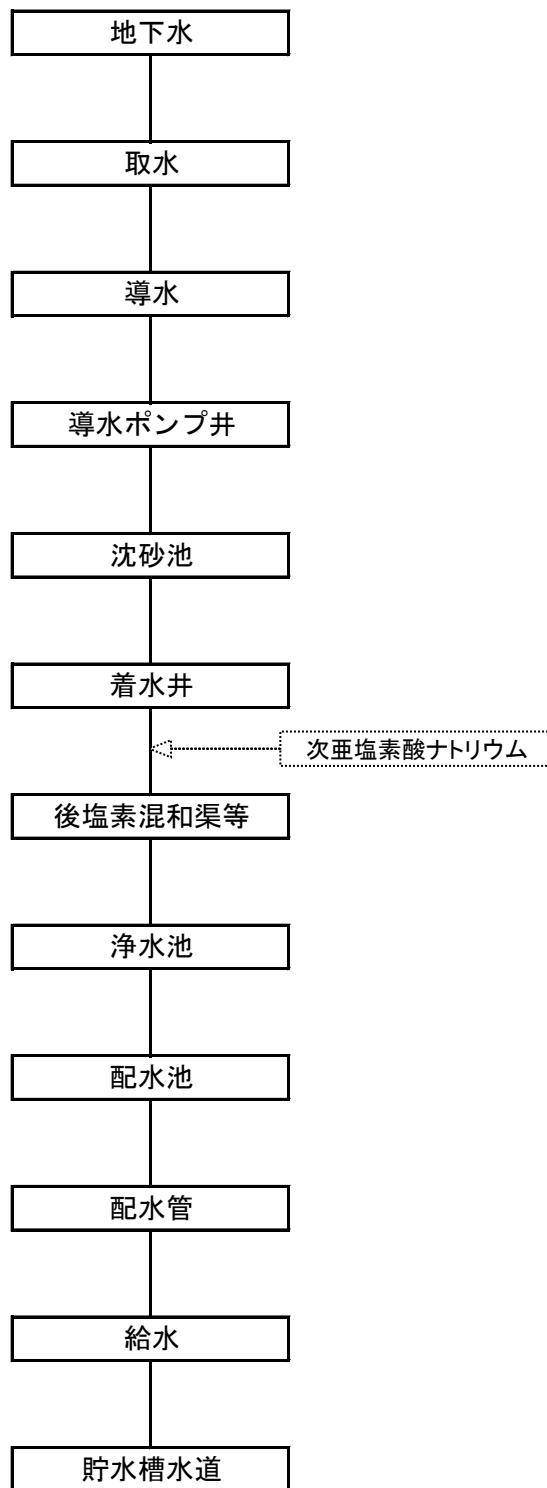 地下水
取水
導水
導水ポンプ井
沈砂池
着水井
次亜塩素酸ナトリウム
後塩素混和渠等
浄水池
配水池
配水管
給水
貯水槽水道